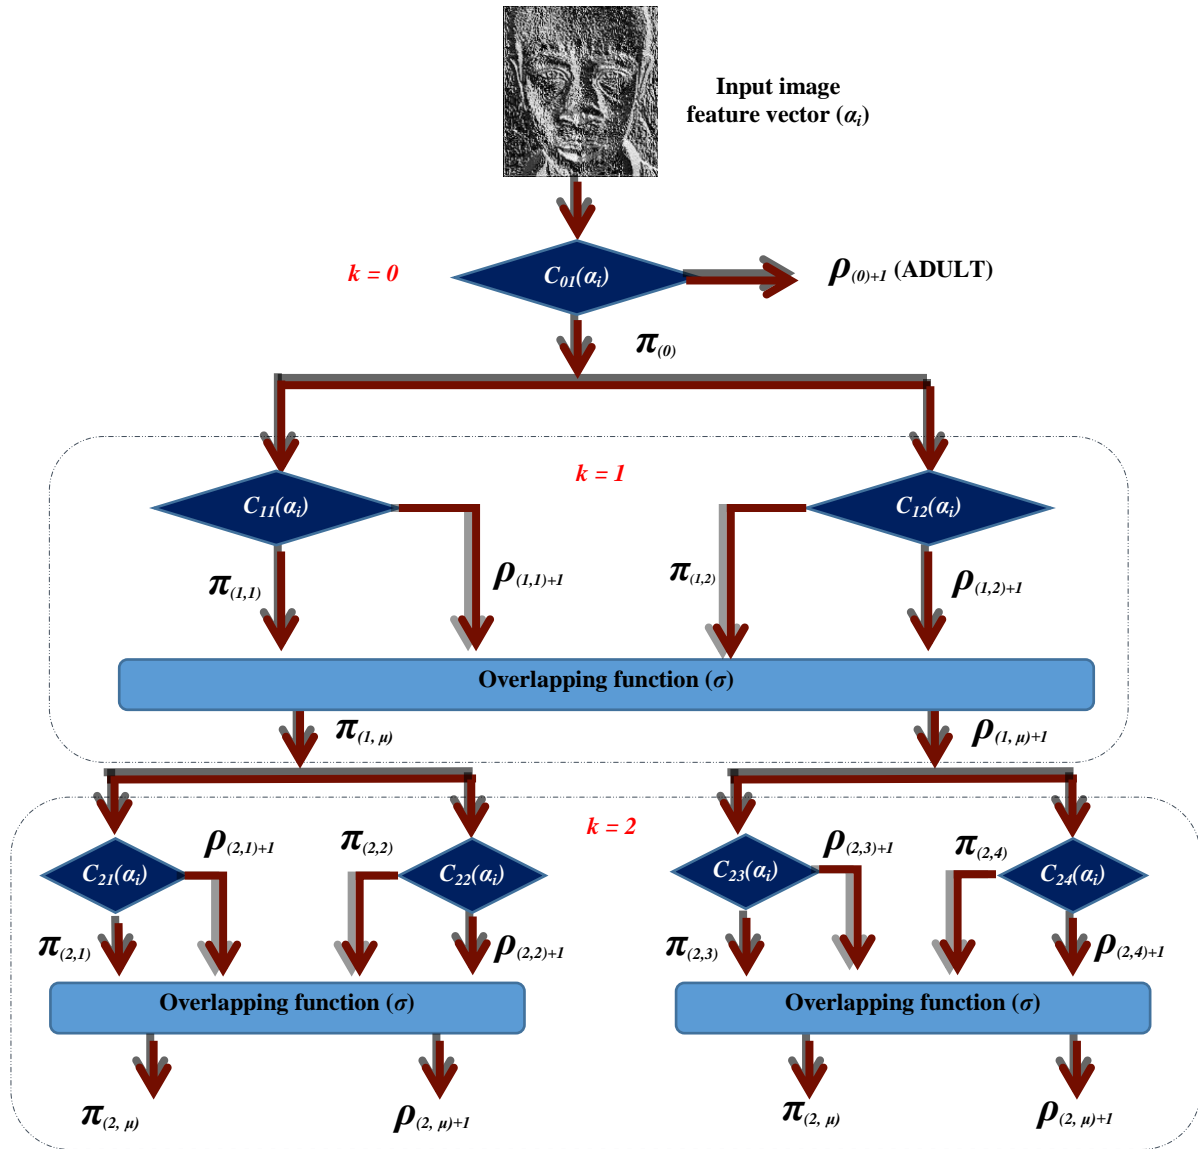 Input image
feature vector (αᵢ)
k = 0
C₀₁(αᵢ)
ρ₍₀₎₊₁ (ADULT)
π₍₀₎
k = 1
C₁₁(αᵢ)
C₁₂(αᵢ)
π(1,1)
ρ(1,1)+1
π(1,2)
ρ(1,2)+1
Overlapping function (σ)
π(1, μ)
ρ(1, μ)+1
k = 2
C₂₁(αᵢ)
ρ(2,1)+1
π(2,2)
C₂₂(αᵢ)
C₂₃(αᵢ)
ρ(2,3)+1
π(2,4)
C₂₄(αᵢ)
π(2,1)
ρ(2,2)+1
π(2,3)
ρ(2,4)+1
Overlapping function (σ)
Overlapping function (σ)
π(2, μ)
ρ(2, μ)+1
π(2, μ)
ρ(2, μ)+1